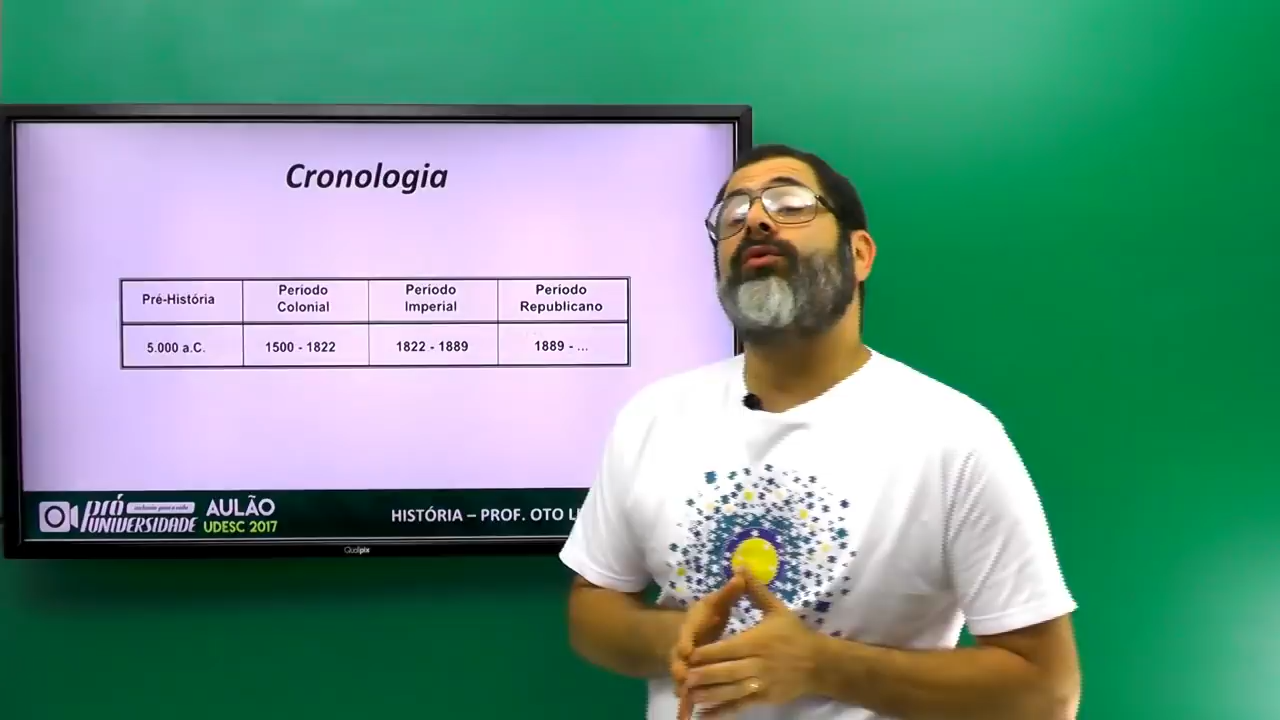 Cronologia
Pré-História
Período
Colonial
Período
Imperial
Período
Republicano
5.000 a.C.
1500 - 1822
1822 - 1889
1889 - ...
pró
UNIVERSIDADE
AULÃO
UDESC 2017
HISTÓRIA – PROF. OTO
Qualipix